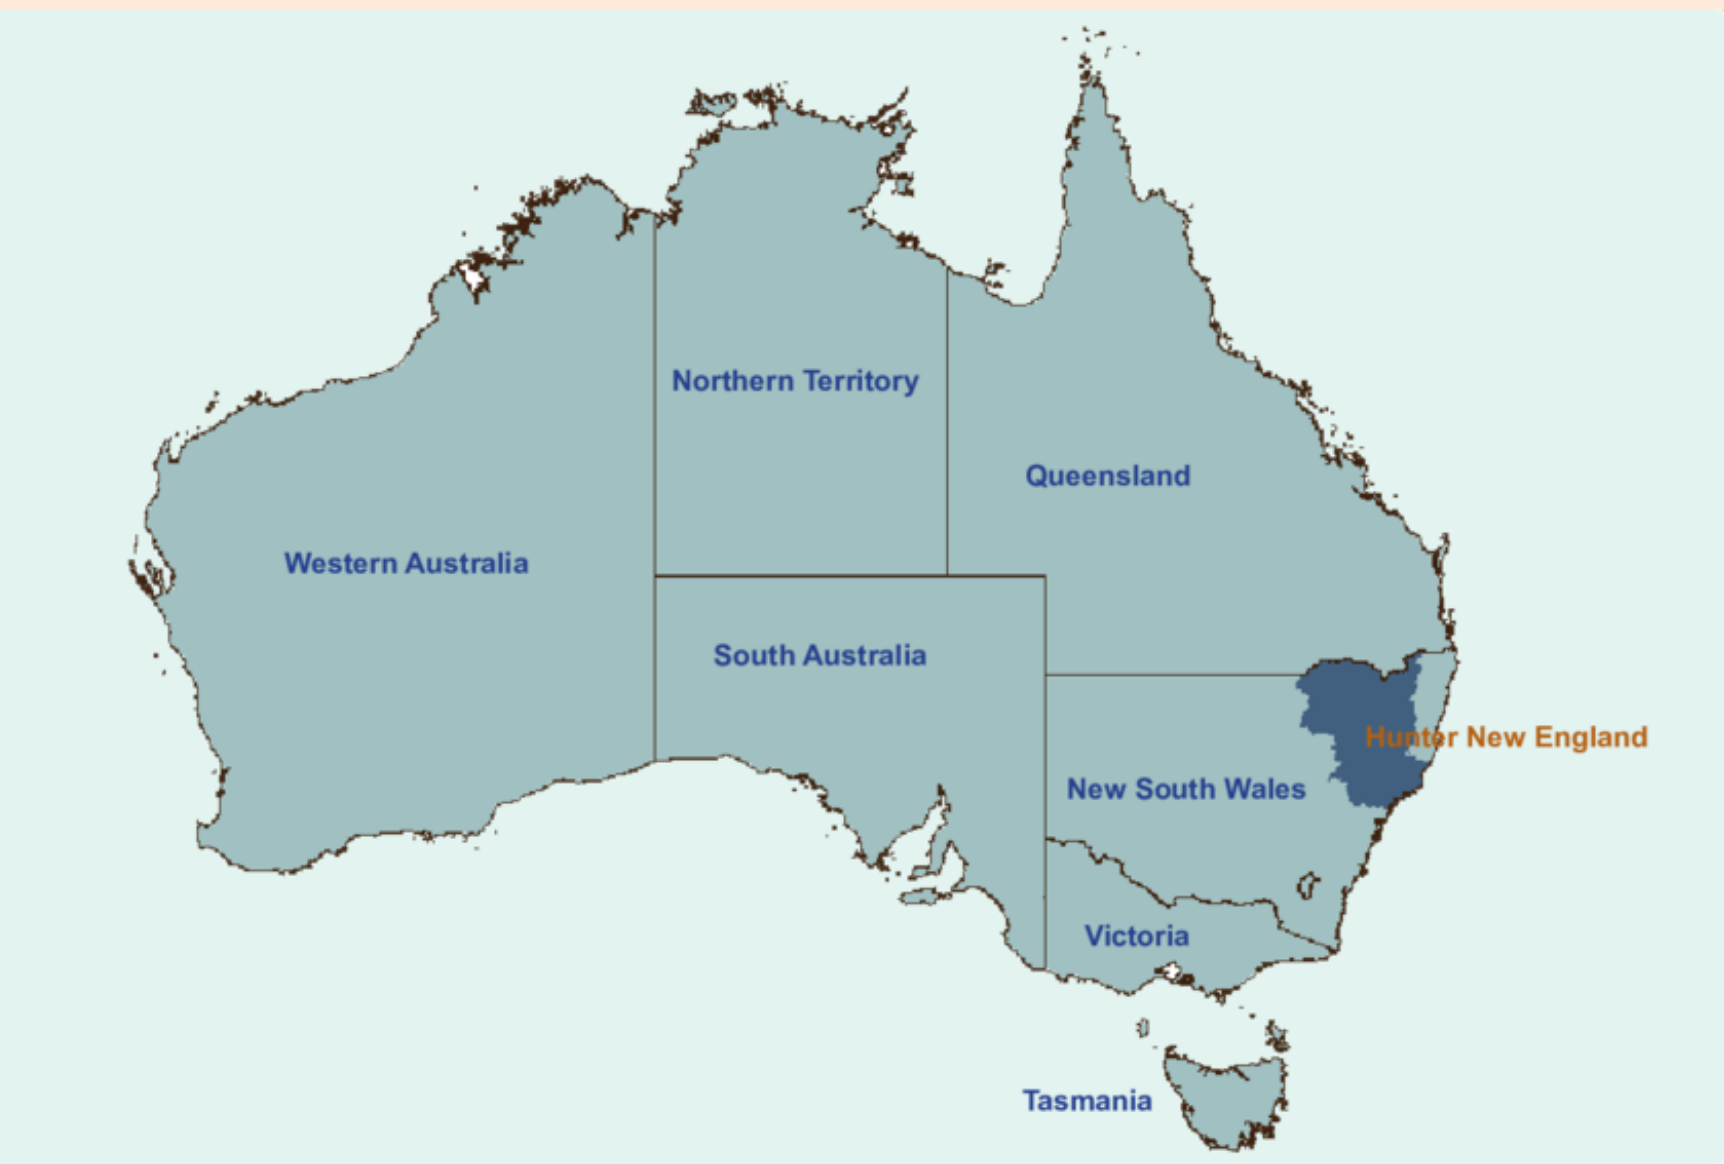 Northern Territory
Queensland
Western Australia
South Australia
Hunter New England
New South Wales
Victoria
Tasmania